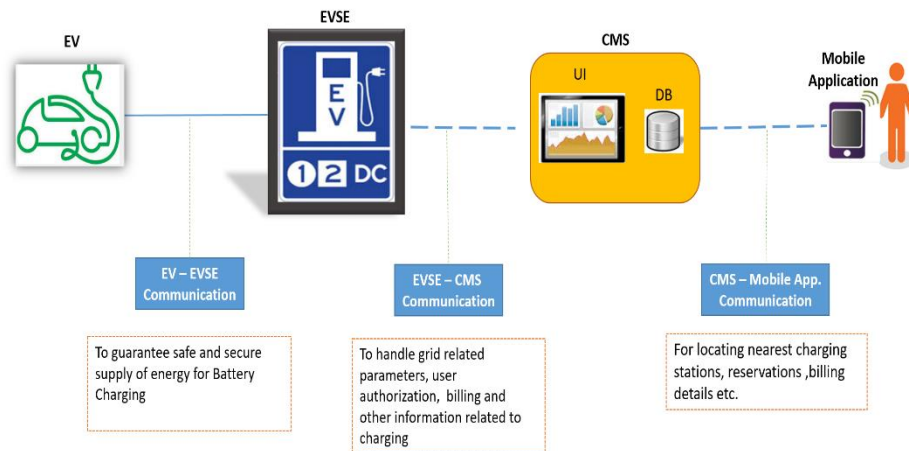 EV
EVSE
E
V
1 2 DC
CMS
UI
DB
Mobile
Application
EV – EVSE
Communication
EVSE – CMS
Communication
CMS – Mobile App.
Communication
To guarantee safe and secure
supply of energy for Battery
Charging
To handle grid related
parameters, user
authorization, billing and
other information related to
charging
For locating nearest charging
stations, reservations ,billing
details etc.